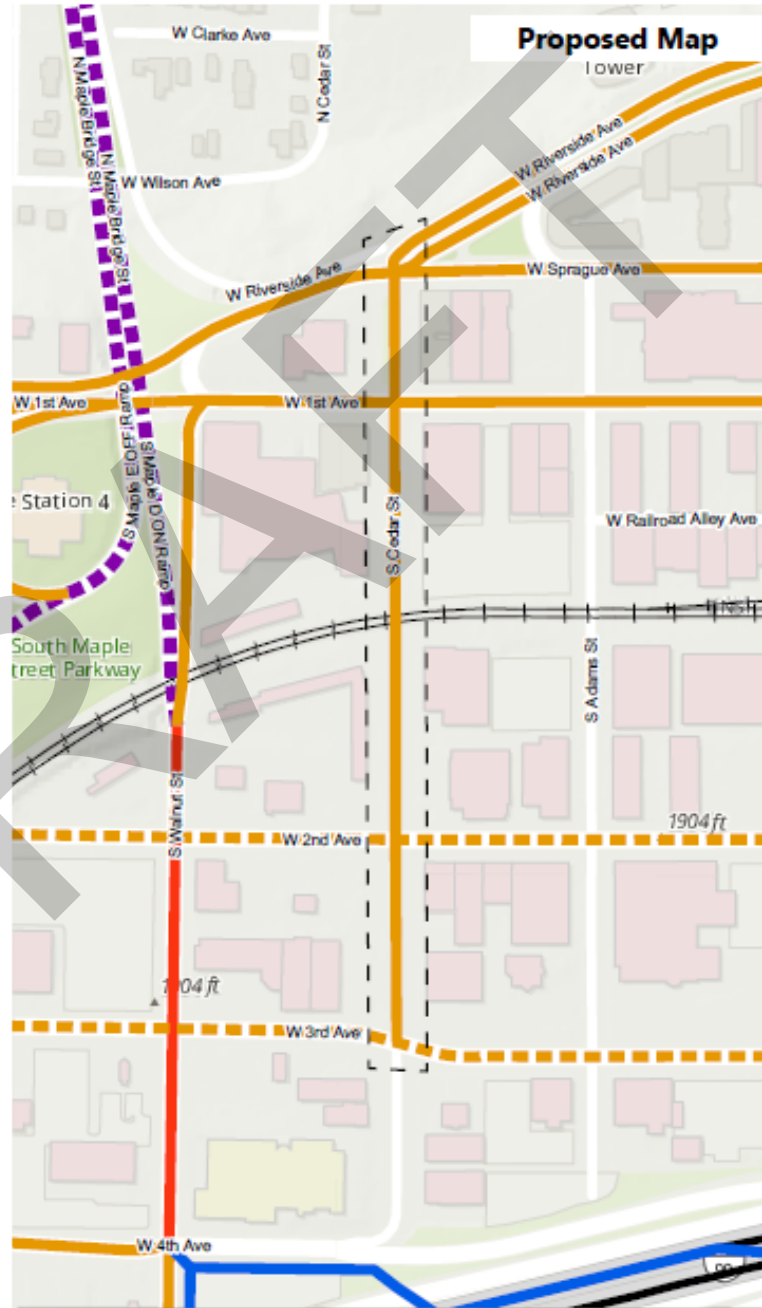 Proposed Map
W Clarke Ave
N Cedar St
Tower
N Maple Bridge St
N Maple Bridge St
W Riverside Ave
W Riverside Ave
W Wilson Ave
W Riverside Ave
W Sprague Ave
W 1st Ave
W 1st Ave
S Maple E OFF Ramp
S Maple D ON Ramp
e Station 4
S Cedar St
W Railroad Alley Ave
South Maple
treet Parkway
S Adams St
S Walnut St
W 2nd Ave
1904 ft
1904 ft
W 3rd Ave
W 4th Ave
90
DRAFT